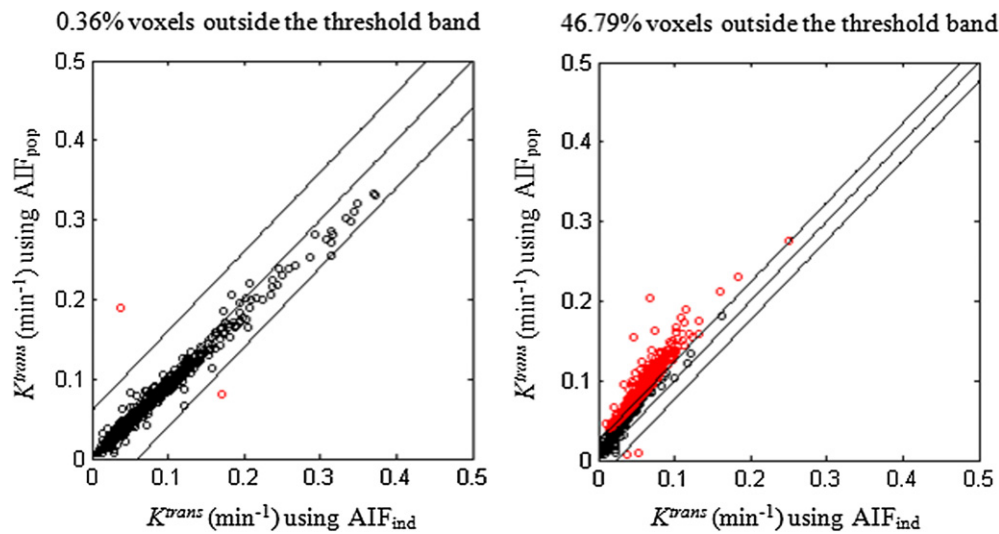 0.36% voxels outside the threshold band
0.5
0.4
0.3
0.2
0.1
0
0 0.1 0.2 0.3 0.4 0.5
Ktrans (min-1) using AIFpop
Ktrans (min-1) using AIFind
46.79% voxels outside the threshold band
0.5
0.4
0.3
0.2
0.1
0
0 0.1 0.2 0.3 0.4 0.5
Ktrans (min-1) using AIFpop
Ktrans (min-1) using AIFind